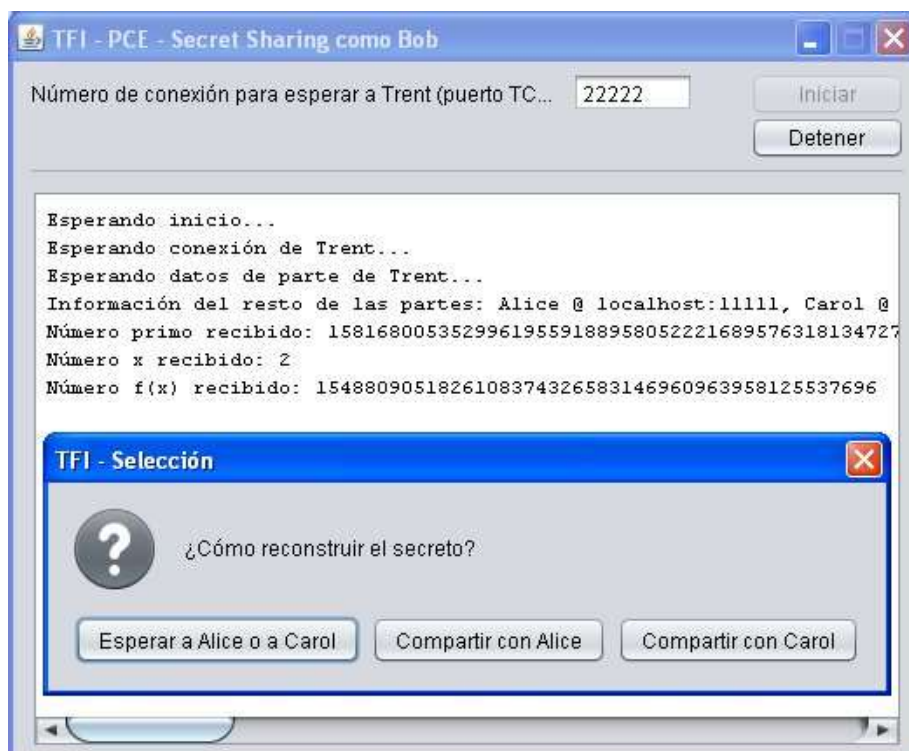 TFI - PCE - Secret Sharing como Bob
Número de conexión para esperar a Trent (puerto TC... 22222 Iniciar
Detener
Esperando inicio...
Esperando conexión de Trent...
Esperando datos de parte de Trent...
Información del resto de las partes: Alice @ localhost:11111, Carol @
Número primo recibido: 1581680053529961955918895805222168957631813472​7
Número x recibido: 2
Número f(x) recibido: 15488090518261083743265831469609639581255376​96
TFI - Selección
¿Cómo reconstruir el secreto?
Esperar a Alice o a Carol Compartir con Alice Compartir con Carol